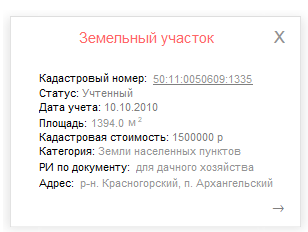 Земельный участок X
Кадастровый номер: 50:11:0050609:1335
Статус: Учтенный
Дата учета: 10.10.2010
Площадь: 1394.0 м²
Кадастровая стоимость: 1500000 р
Категория: Земли населенных пунктов
РИ по документу: для дачного хозяйства
Адрес: р-н. Красногорский, п. Архангельский
→